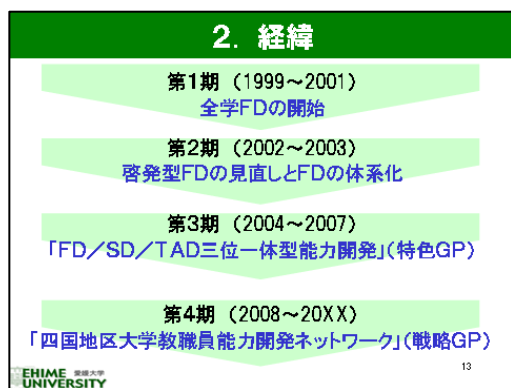 2. 経緯
第1期（1999～2001）
全学FDの開始
第2期（2002～2003）
啓発型FDの見直しとFDの体系化
第3期（2004～2007）
「FD／SD／TAD三位一体型能力開発」（特色GP）
第4期（2008～20XX）
「四国地区大学教職員能力開発ネットワーク」（戦略GP）
13
EHIME 愛媛大学
UNIVERSITY